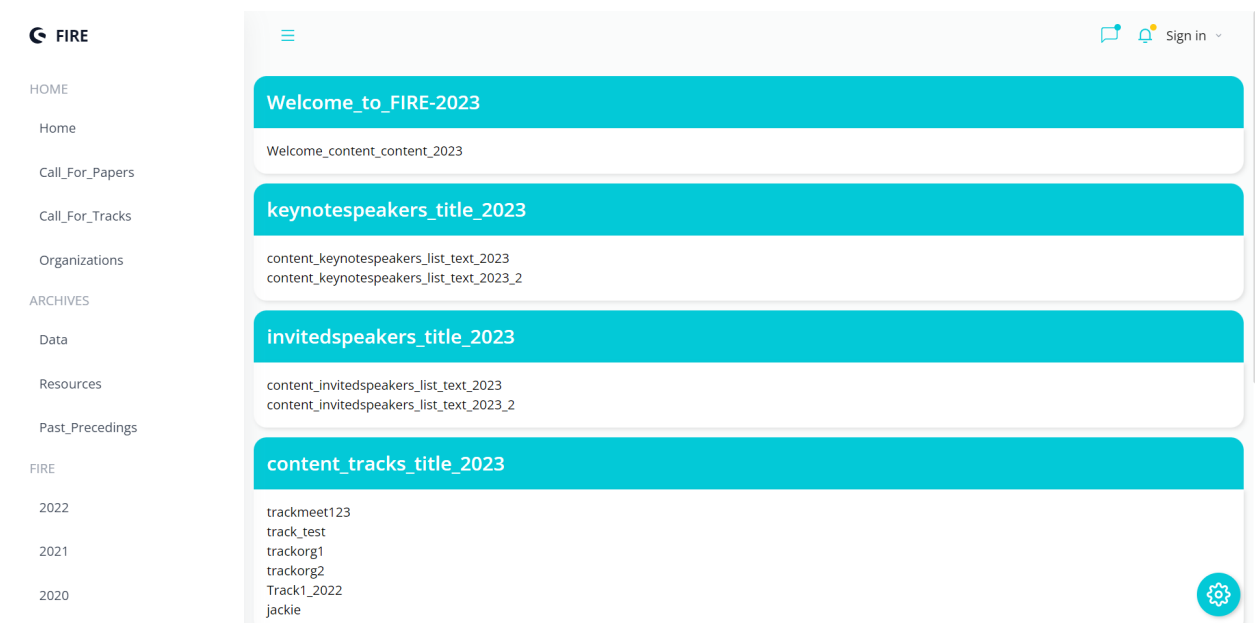 FIRE
HOME
Home
Call_For_Papers
Call_For_Tracks
Organizations
ARCHIVES
Data
Resources
Past_Precedings
FIRE
2022
2021
2020
Sign in
Welcome_to_FIRE-2023
Welcome_content_content_2023
keynotespeakers_title_2023
content_keynotespeakers_list_text_2023
content_keynotespeakers_list_text_2023_2
invitedspeakers_title_2023
content_invitedspeakers_list_text_2023
content_invitedspeakers_list_text_2023_2
content_tracks_title_2023
trackmeet123
track_test
trackorg1
trackorg2
Track1_2022
jackie